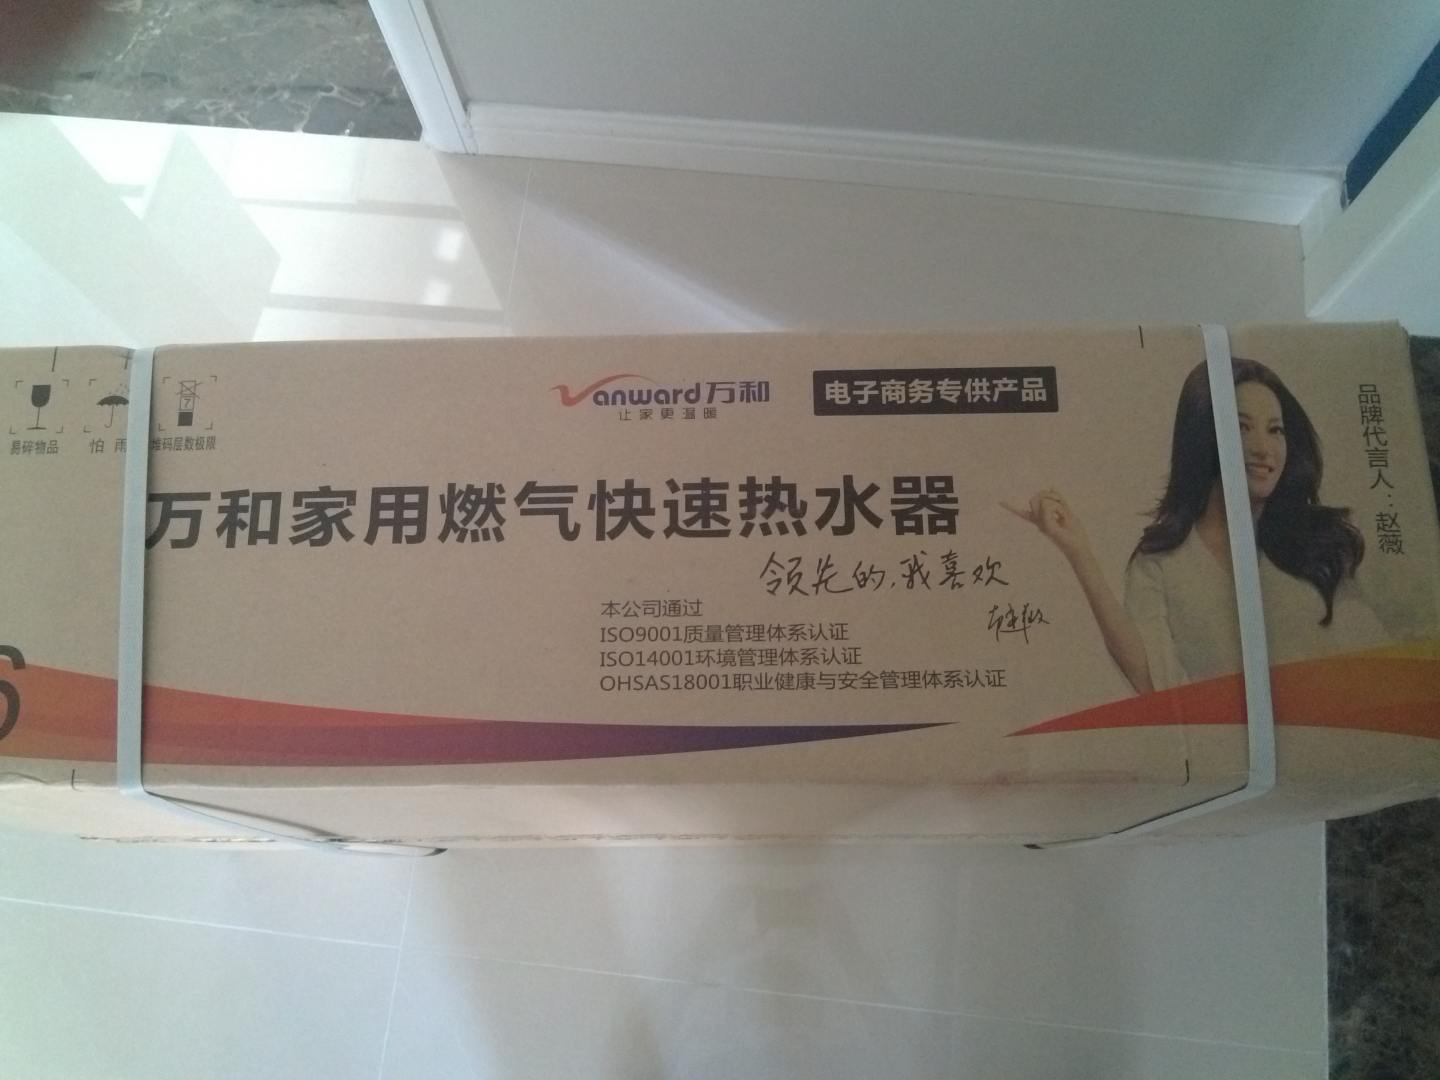 Vanward万和
让家更温暖
电子商务专供产品
品牌代言人：赵薇
7
易碎物品
怕雨
堆码层数极限
万和家用燃气快速热水器
领先的,我喜欢
赵薇
本公司通过
ISO9001质量管理体系认证
ISO14001环境管理体系认证
OHSAS18001职业健康与安全管理体系认证